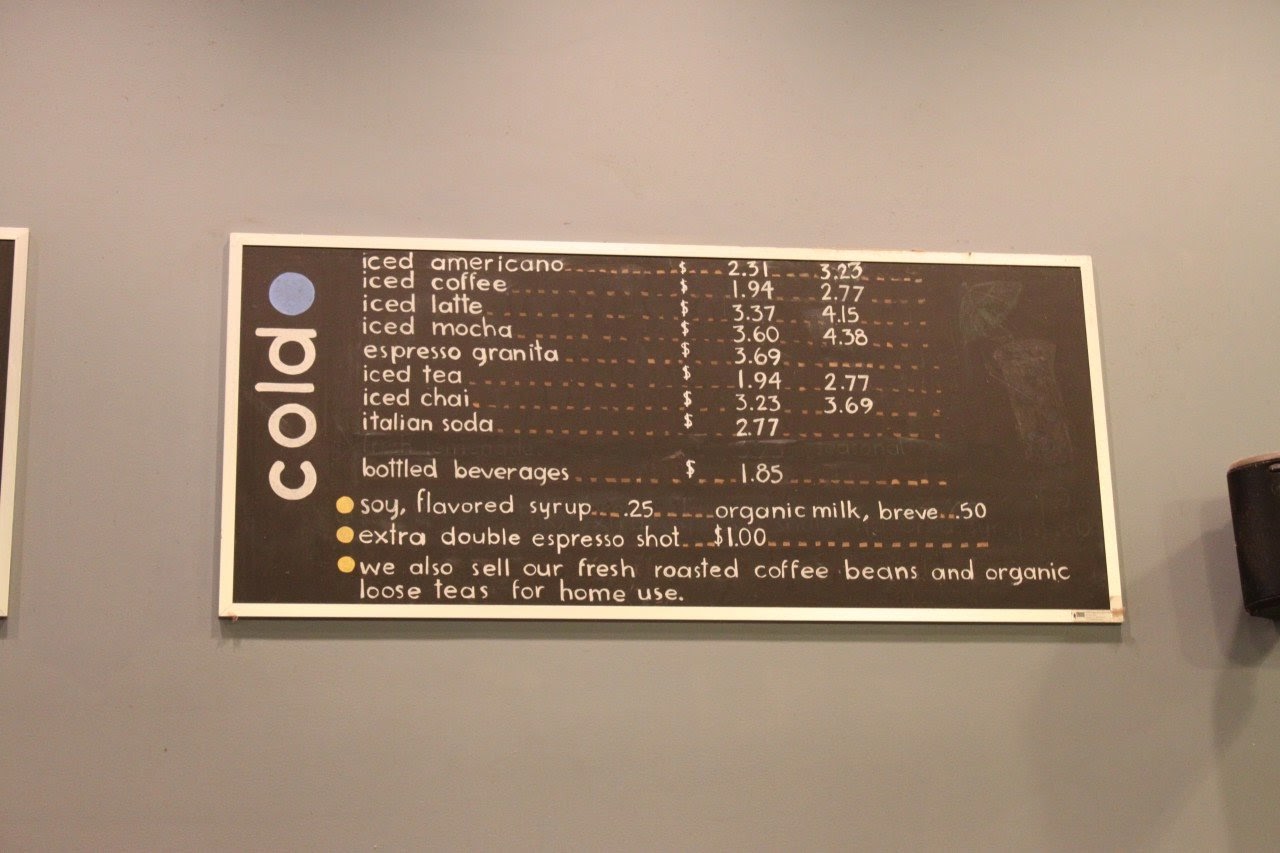 cold
iced americano $ 2.31 3.23
iced coffee $ 1.94 2.77
iced latte $ 3.37 4.15
iced mocha $ 3.60 4.38
espresso granita $ 3.69
iced tea $ 1.94 2.77
iced chai $ 3.23 3.69
italian soda $ 2.77
bottled beverages $ 1.85
soy, flavored syrup .25 organic milk, breve .50
extra double espresso shot $1.00
we also sell our fresh roasted coffee beans and organic
loose teas for home use.